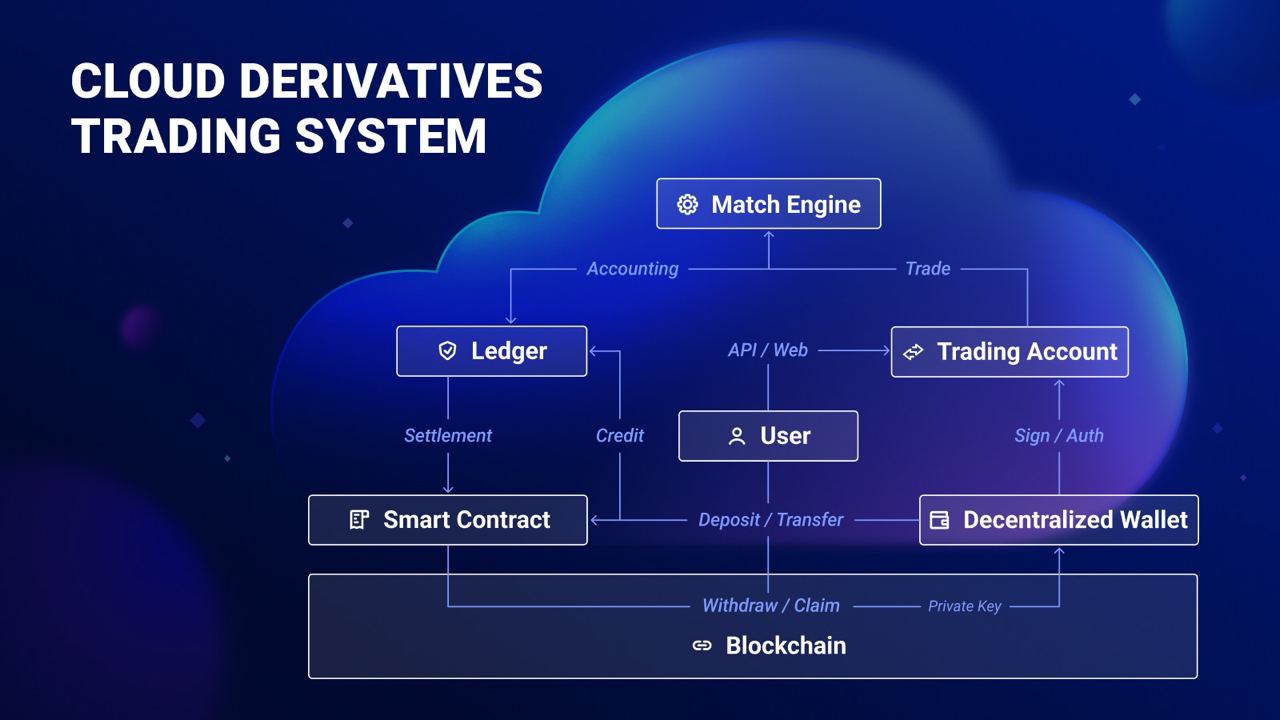 CLOUD DERIVATIVES
TRADING SYSTEM
Match Engine
Accounting
Trade
Ledger
API / Web
Trading Account
Settlement
Credit
User
Sign / Auth
Smart Contract
Deposit / Transfer
Decentralized Wallet
Withdraw / Claim
Private Key
Blockchain